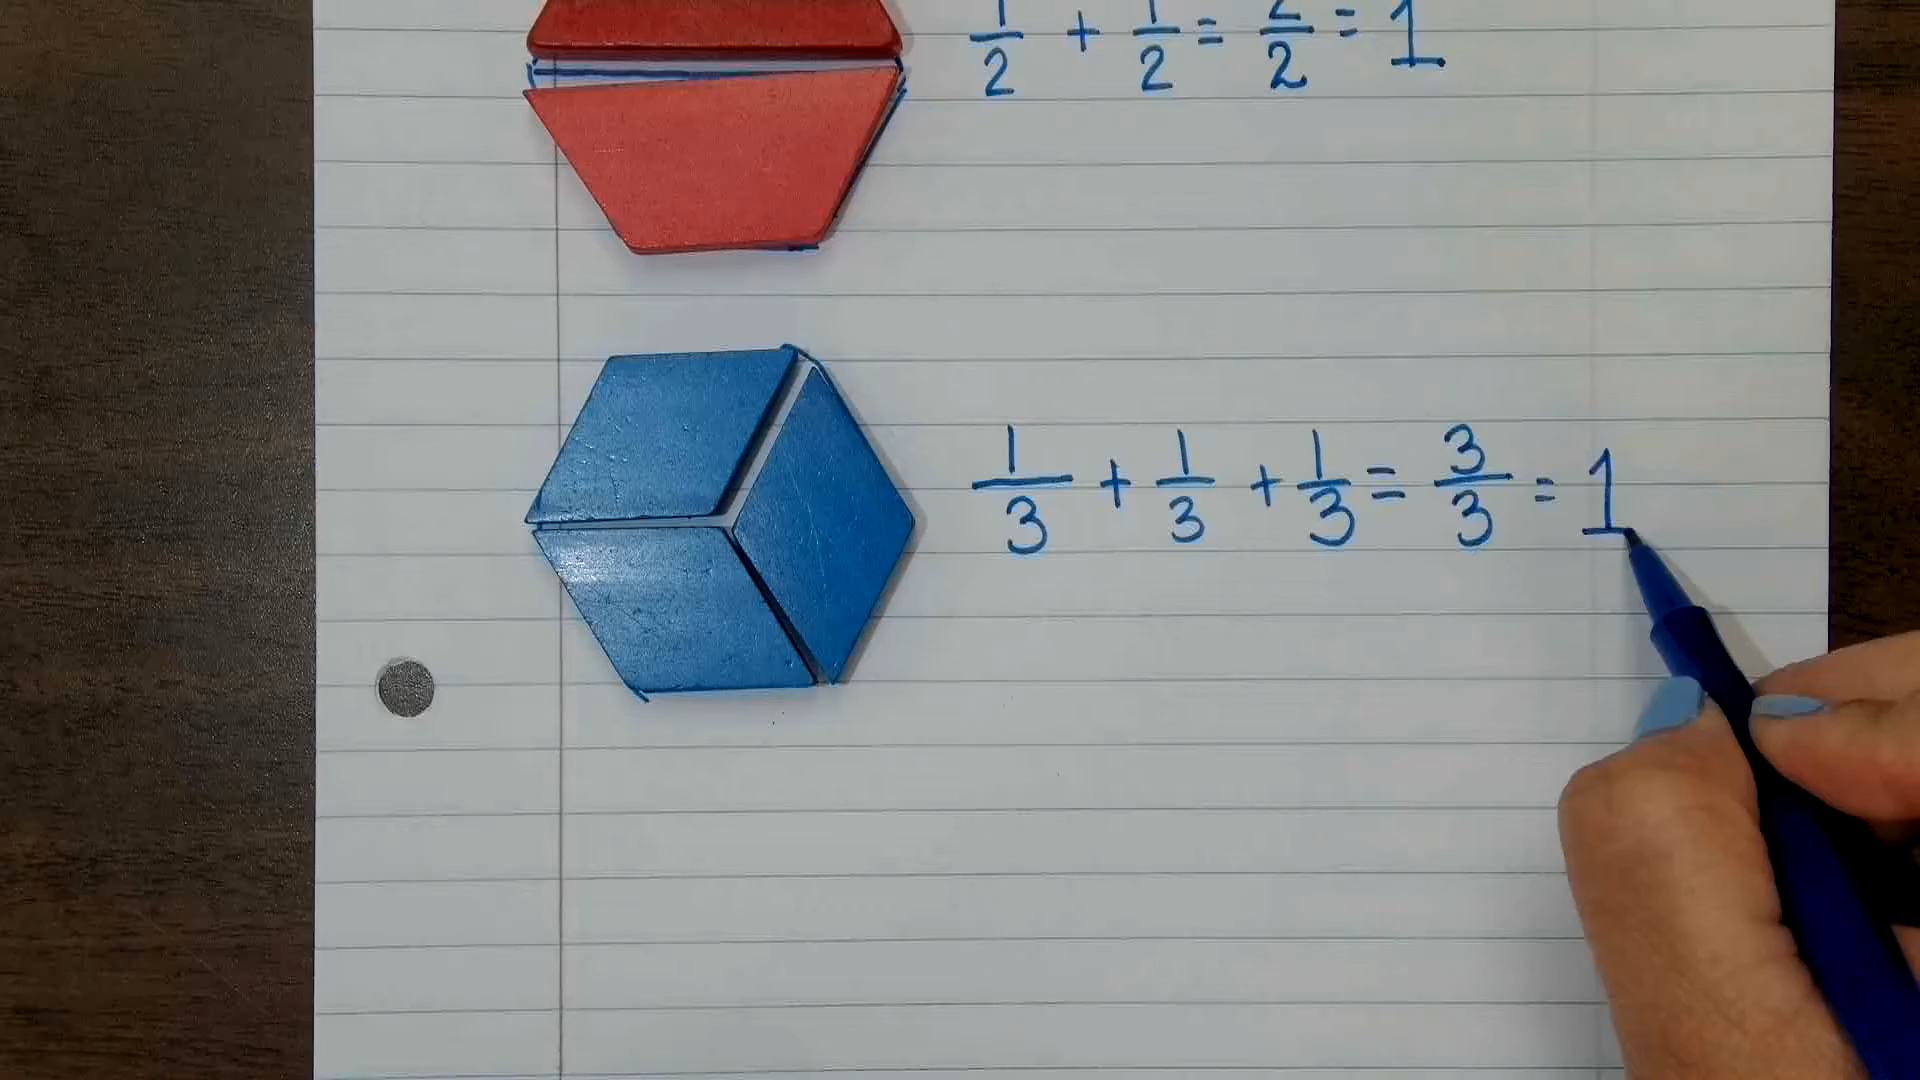 1/2 + 1/2 = 2/2 = 1
1/3 + 1/3 + 1/3 = 3/3 = 1